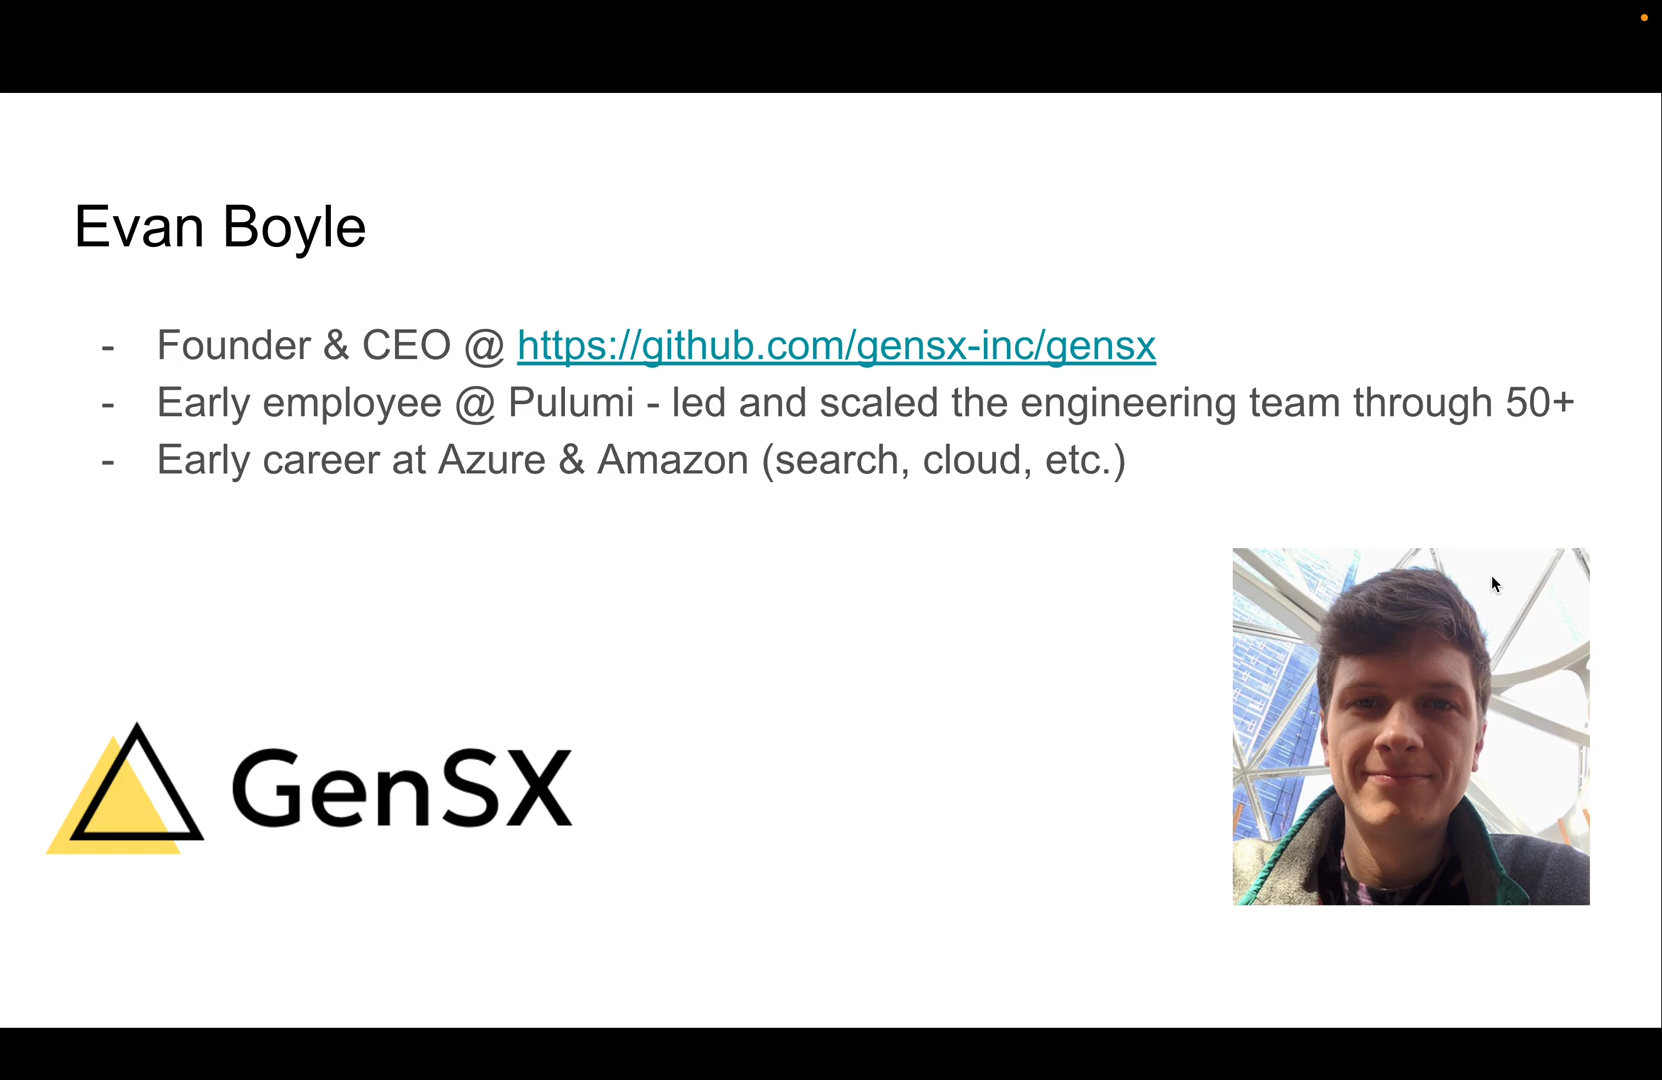 Evan Boyle
- Founder & CEO @ https://github.com/gensx-inc/gensx
- Early employee @ Pulumi - led and scaled the engineering team through 50+
- Early career at Azure & Amazon (search, cloud, etc.)
GenSX